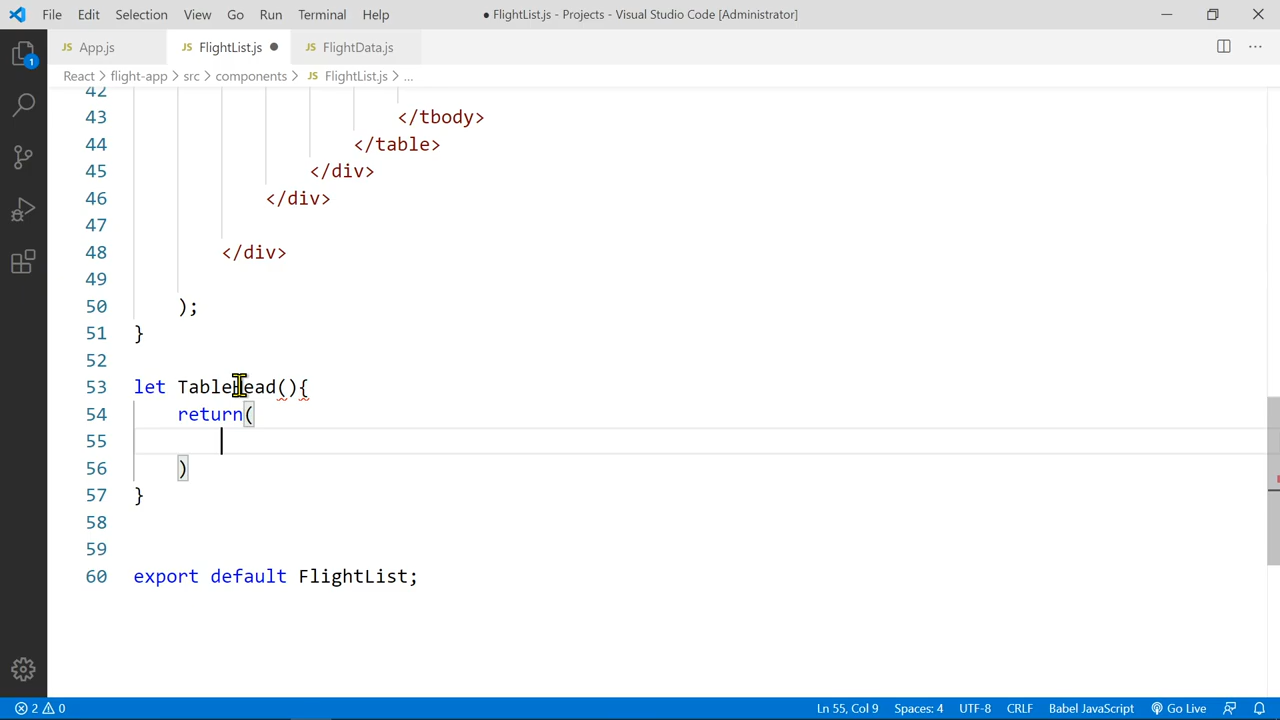 File Edit Selection View Go Run Terminal Help ● FlightList.js - Projects - Visual Studio Code [Administrator]
JS App.js JS FlightList.js ● JS FlightData.js ...
React > flight-app > src > components > JS FlightList.js > ...
42
43 </tbody>
44 </table>
45 </div>
46 </div>
47
48 </div>
49
50 );
51 }
52
53 let TableHead(){
54 return(
55
56 )
57 }
58
59
60 export default FlightList;
1
2 0 Ln 55, Col 9 Spaces: 4 UTF-8 CRLF Babel JavaScript Go Live